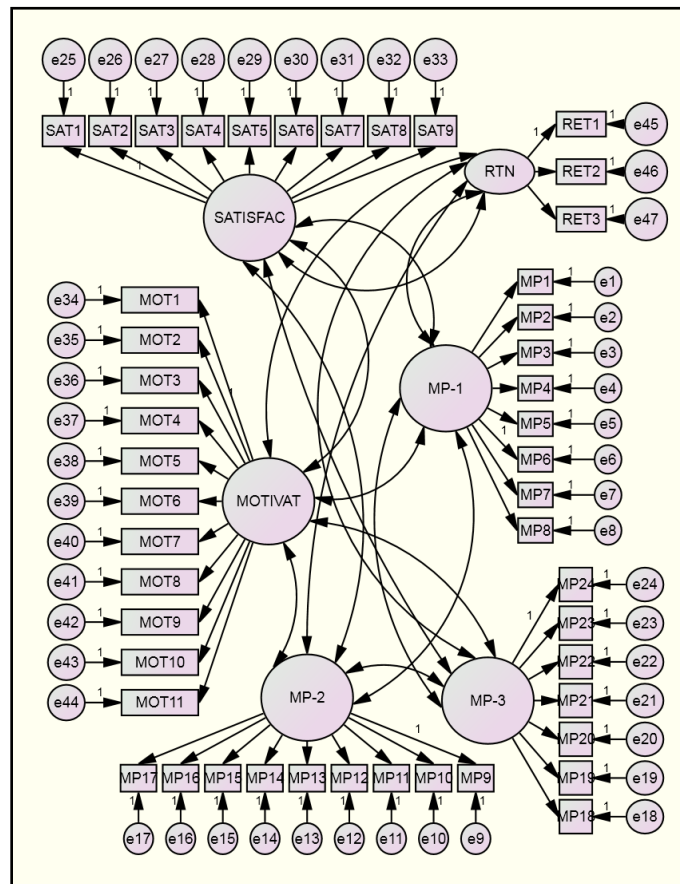 e25 e26 e27 e28 e29 e30 e31 e32 e33
1 1 1 1 1 1 1 1 1
SAT1 SAT2 SAT3 SAT4 SAT5 SAT6 SAT7 SAT8 SAT9
1
SATISFAC
RTN
1
RET1 1 e45
RET2 1 e46
RET3 1 e47
e34 1 MOT1
e35 1 MOT2
e36 1 MOT3
e37 1 MOT4
e38 1 MOT5
e39 1 MOT6
e40 1 MOT7
e41 1 MOT8
e42 1 MOT9
e43 1 MOT10
e44 1 MOT11
1
MOTIVAT
MP-1
MP1 1 e1
MP2 1 e2
MP3 1 e3
MP4 1 e4
MP5 1 e5
1
MP6 1 e6
MP7 1 e7
MP8 1 e8
MP-3
1
MP24 1 e24
MP23 1 e23
MP22 1 e22
MP21 1 e21
MP20 1 e20
MP19 1 e19
MP18 1 e18
MP-2
1
MP17 MP16 MP15 MP14 MP13 MP12 MP11 MP10 MP9
1 1 1 1 1 1 1 1 1
e17 e16 e15 e14 e13 e12 e11 e10 e9